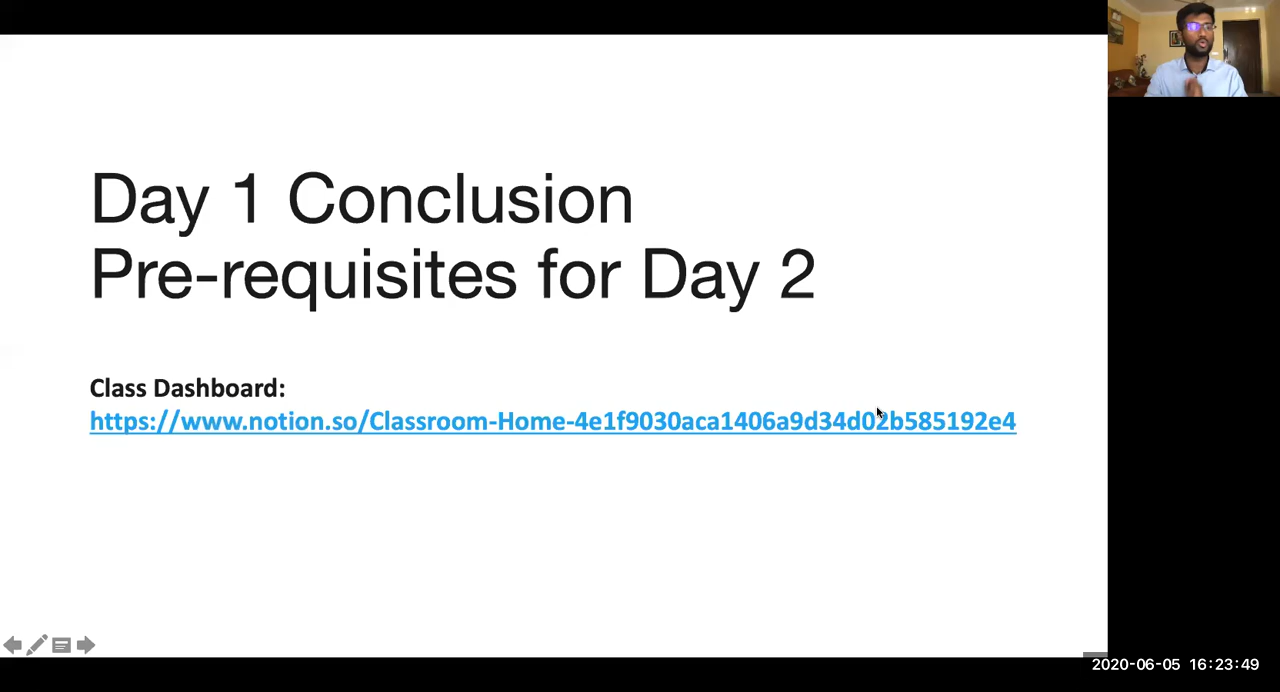 Day 1 Conclusion
Pre-requisites for Day 2
Class Dashboard:
https://www.notion.so/Classroom-Home-4e1f9030aca1406a9d34d02b585192e4
2020-06-05 16:23:49